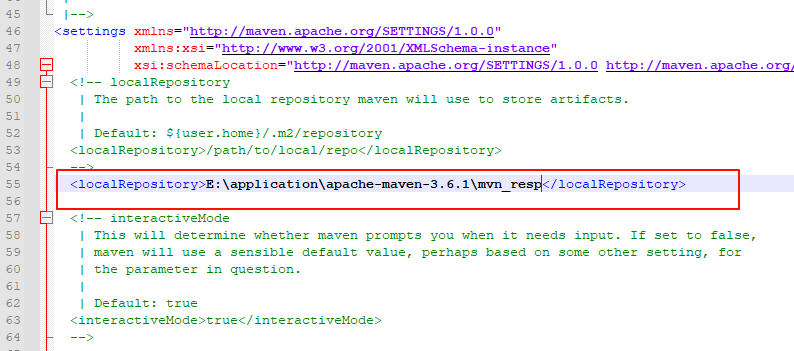 45 |-->
46 <settings xmlns="http://maven.apache.org/SETTINGS/1.0.0"
47 xmlns:xsi="http://www.w3.org/2001/XMLSchema-instance"
48 xsi:schemaLocation="http://maven.apache.org/SETTINGS/1.0.0 http://maven.apache.org/
49 <!-- localRepository
50 | The path to the local repository maven will use to store artifacts.
51 |
52 | Default: ${user.home}/.m2/repository
53 <localRepository>/path/to/local/repo</localRepository>
54 -->
55 <localRepository>E:\application\apache-maven-3.6.1\mvn_resp</localRepository>
56
57 <!-- interactiveMode
58 | This will determine whether maven prompts you when it needs input. If set to false,
59 | maven will use a sensible default value, perhaps based on some other setting, for
60 | the parameter in question.
61 |
62 | Default: true
63 <interactiveMode>true</interactiveMode>
64 -->